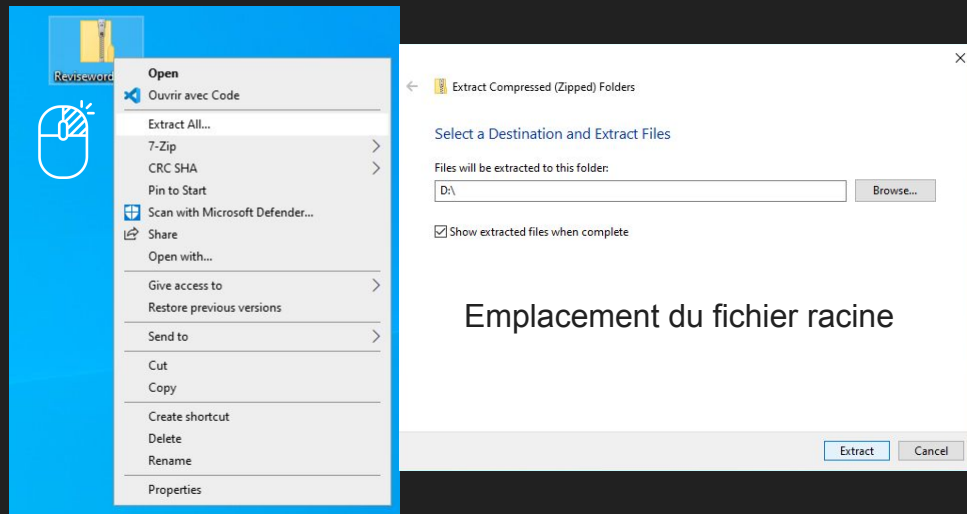 Reviseword
Open
Ouvrir avec Code
Extract All...
7-Zip
CRC SHA
Pin to Start
Scan with Microsoft Defender...
Share
Open with...
Give access to
Restore previous versions
Send to
Cut
Copy
Create shortcut
Delete
Rename
Properties
Extract Compressed (Zipped) Folders
Select a Destination and Extract Files
Files will be extracted to this folder:
D:\
Browse...
Show extracted files when complete
Emplacement du fichier racine
Extract
Cancel